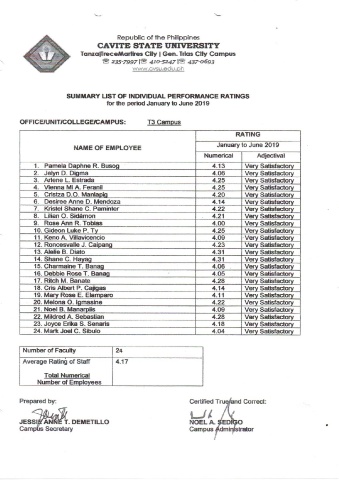 Republic of the Philippines
CAVITE STATE UNIVERSITY
TanzajTreceMartires City | Gen. Trias City Campus
☏ 235-7997 |☏ 410-5247 |☏ 437-0693
www.cvsu.edu.ph
SUMMARY LIST OF INDIVIDUAL PERFORMANCE RATINGS
for the period January to June 2019
OFFICE/UNIT/COLLEGE/CAMPUS: T3 Campus
NAME OF EMPLOYEE RATING
January to June 2019
Numerical Adjectival
1. Pamela Daphne R. Busog 4.13 Very Satisfactory
2. Jelyn D. Digma 4.06 Very Satisfactory
3. Arlene L. Estrada 4.25 Very Satisfactory
4. Vienna Mi A. Feranil 4.25 Very Satisfactory
5. Cristza D.O. Manlapig 4.20 Very Satisfactory
6. Desiree Anne D. Mendoza 4.14 Very Satisfactory
7. Kristel Shane C. Paminter 4.22 Very Satisfactory
8. Lilian O. Sidamon 4.21 Very Satisfactory
9. Rose Ann R. Tobias 4.00 Very Satisfactory
10. Gideon Luke P. Ty 4.25 Very Satisfactory
11. Keno A. Villavicencio 4.09 Very Satisfactory
12. Roncesvalle J. Caipang 4.23 Very Satisfactory
13. Alelie B. Diato 4.31 Very Satisfactory
14. Shane C. Hayag 4.31 Very Satisfactory
15. Charmaine T. Banag 4.06 Very Satisfactory
16. Debbie Rose T. Banag 4.05 Very Satisfactory
17. Ritch M. Banate 4.28 Very Satisfactory
18. Cris Albert P. Cajigas 4.14 Very Satisfactory
19. Mary Rose E. Elamparo 4.11 Very Satisfactory
20. Melona O. Igmasine 4.22 Very Satisfactory
21. Noel B. Manarpiis 4.09 Very Satisfactory
22. Mildred A. Sebastian 4.28 Very Satisfactory
23. Joyce Erika S. Senaris 4.18 Very Satisfactory
24. Mark Joel C. Sibulo 4.04 Very Satisfactory
Number of Faculty 24
Average Rating of Staff 4.17
Total Numerical
Number of Employees
Prepared by: Certified True and Correct:
JESSIE ANNE T. DEMETILLO NOEL A. SEDIGO
Campus Secretary Campus Administrator